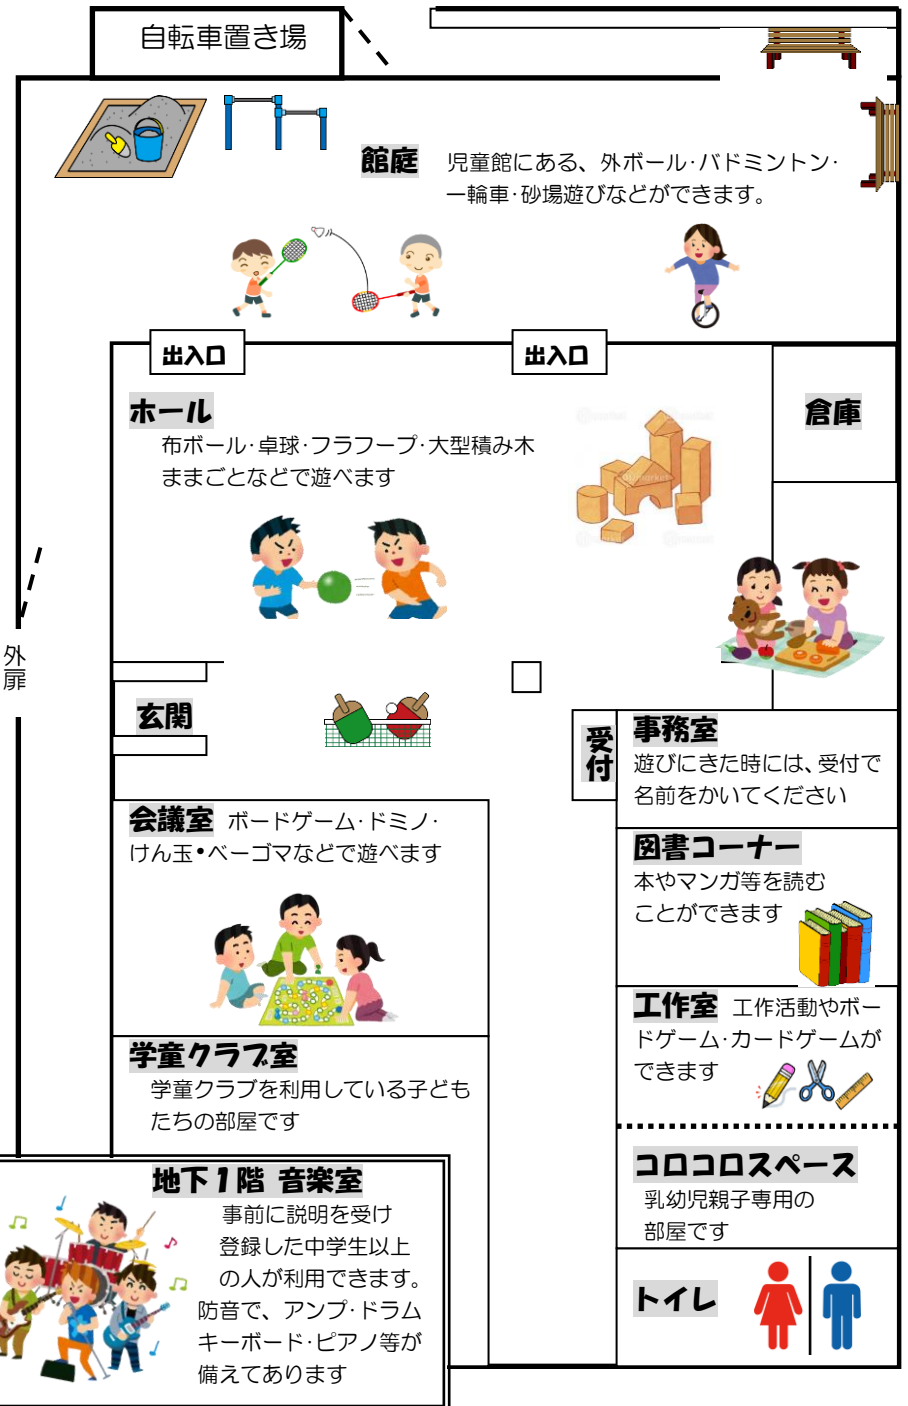 自転車置き場
館庭 児童館にある、外ボール・バドミントン・
一輪車・砂場遊びなどができます。
出入口
出入口
ホール
布ボール・卓球・フラフープ・大型積み木
ままごとなどで遊べます
倉庫
外扉
玄関
受付
事務室
遊びにきた時には、受付で
名前をかいてください
会議室 ボードゲーム・ドミノ・
けん玉•ベーゴマなどで遊べます
図書コーナー
本やマンガ等を読む
ことができます
工作室 工作活動やボー
ドゲーム・カードゲームが
できます
学童クラブ室
学童クラブを利用している子ども
たちの部屋です
コロコロスペース
乳幼児親子専用の
部屋です
地下1階 音楽室
事前に説明を受け
登録した中学生以上
の人が利用できます。
防音で、アンプ・ドラム
キーボード・ピアノ等が
備えてあります
トイレ